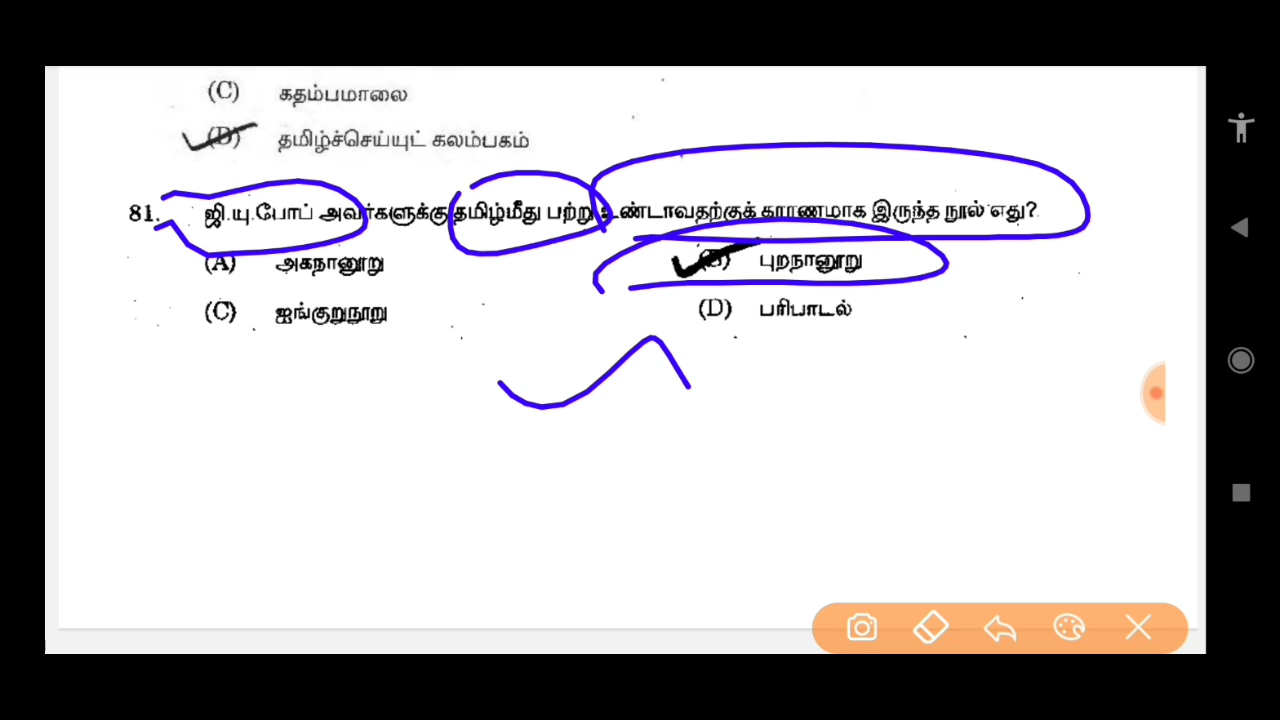 (C) கதம்பமாலை
(D) தமிழ்ச்செய்யுட் கலம்பகம்
81. ஜி.யு.போப் அவர்களுக்கு தமிழ்மீது பற்று உண்டாவதற்குக் காரணமாக இருந்த நூல் எது?
(A) அகநானூறு (B) புறநானூறு
(C) ஐங்குறுநூறு (D) பரிபாடல்